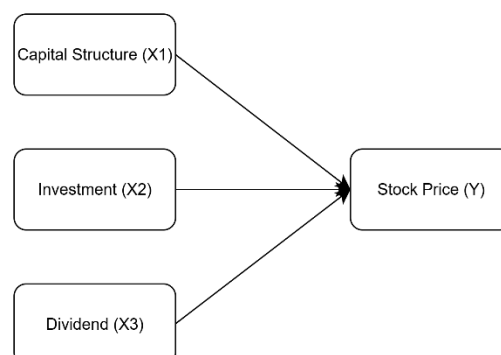 Capital Structure (X1)
Investment (X2)
Stock Price (Y)
Dividend (X3)